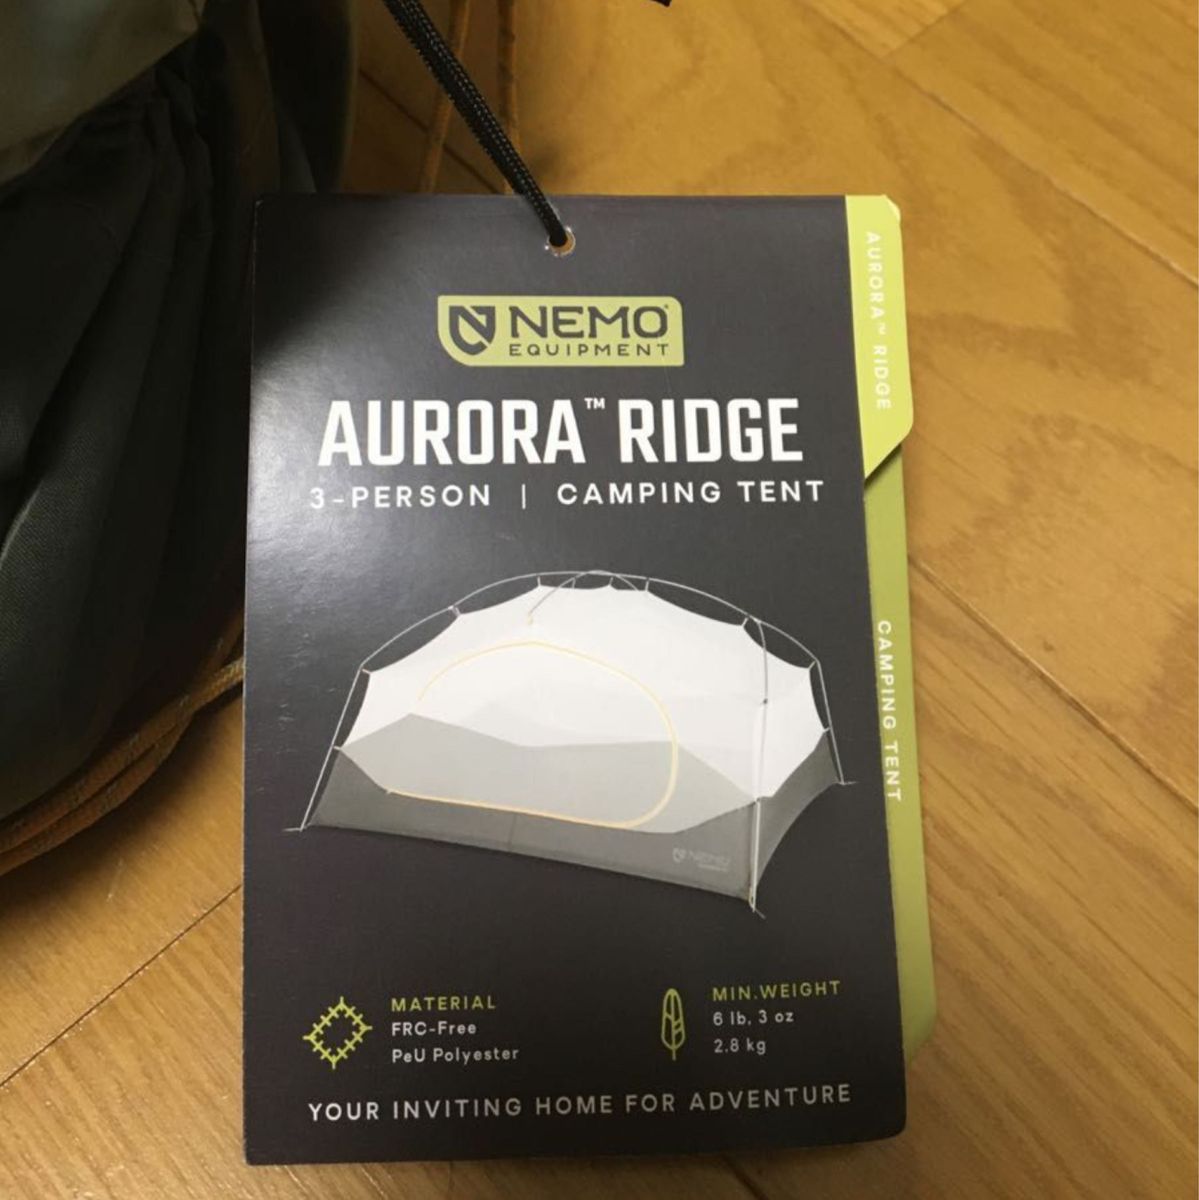 NEMO
EQUIPMENT
AURORA™ RIDGE
3-PERSON | CAMPING TENT
NEMO
MATERIAL
FRC-Free
PeU Polyester
MIN.WEIGHT
6 lb, 3 oz
2.8 kg
YOUR INVITING HOME FOR ADVENTURE
AURORA™ RIDGE
CAMPING TENT